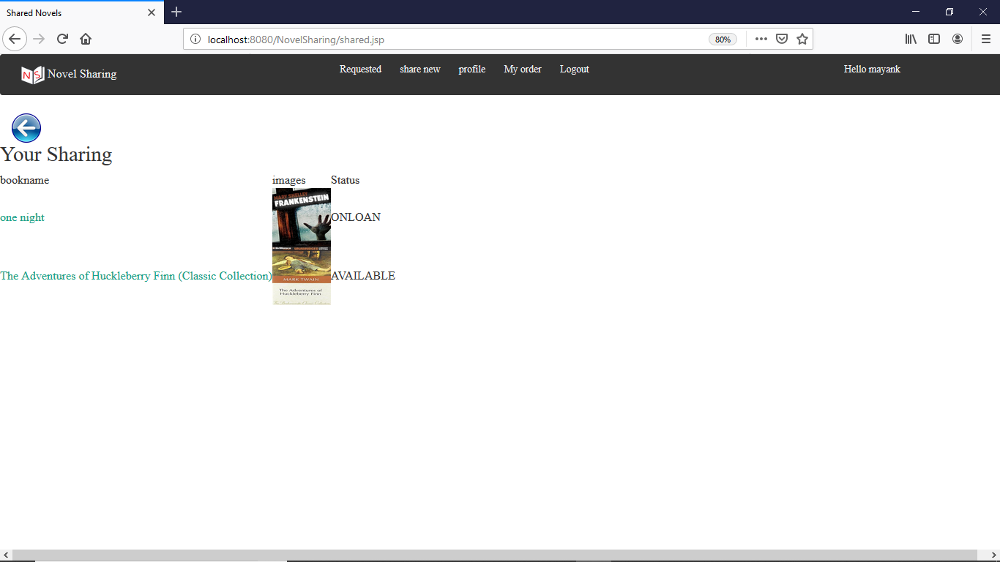 Shared Novels
localhost:8080/NovelSharing/shared.jsp 80%
NS Novel Sharing Requested share new profile My order Logout Hello mayank
Your Sharing
bookname images Status
MARY SHELLEY
FRANKENSTEIN
one night ONLOAN
UNABRIDGED
The Adventures of Huckleberry Finn (Classic Collection) AVAILABLE
MARK TWAIN
The Adventures of
Huckleberry Finn